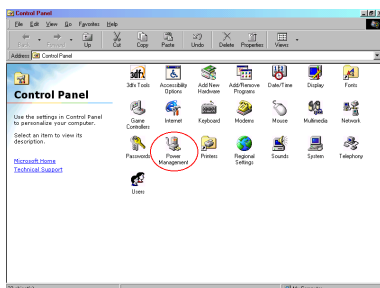 Control Panel
File Edit View Go Favorites Help
Back Forward Up Cut Copy Paste Undo Delete Properties Views
Address Control Panel
Control Panel
Use the settings in Control Panel
to personalize your computer.
Select an item to view its
description.
Microsoft Home
Technical Support
3dfx Tools Accessibility Options Add New Hardware Add/Remove Programs Date/Time Display Fonts
Game Controllers Internet Keyboard Modems Mouse Multimedia Network
Passwords Power Management Printers Regional Settings Sounds System Telephony
Users